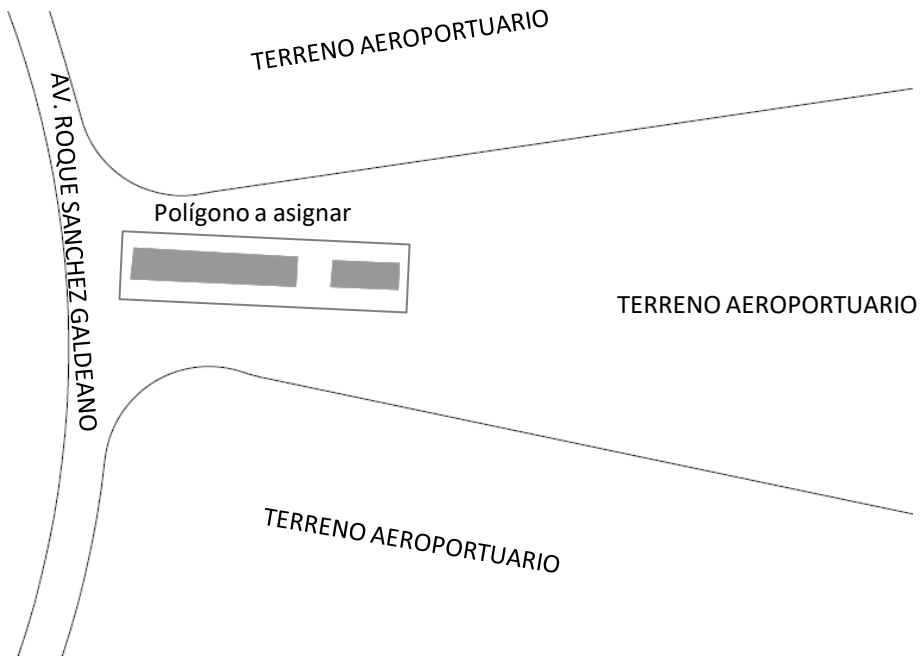 TERRENO AEROPORTUARIO
AV. ROQUE SANCHEZ GALDEANO
Polígono a asignar
TERRENO AEROPORTUARIO
TERRENO AEROPORTUARIO